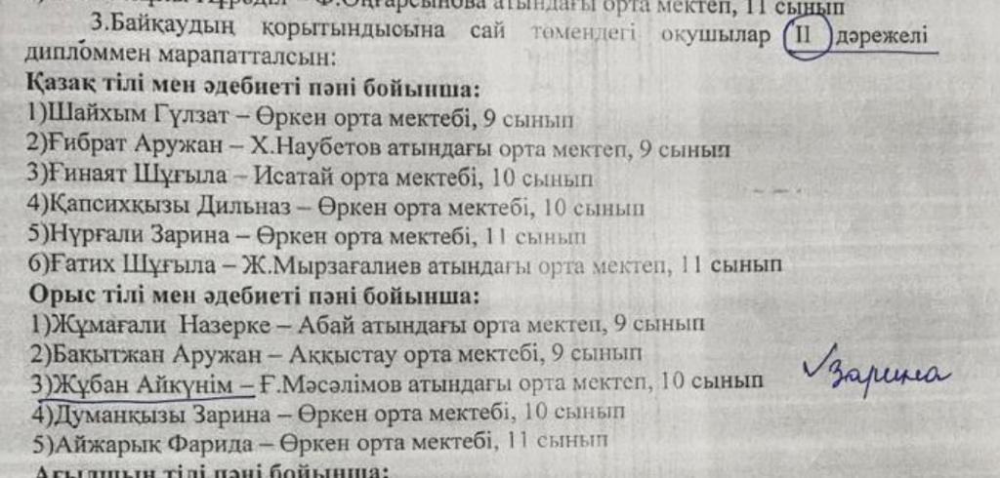 Ф.Оңғарсынова атындағы орта мектеп, 11 сынып
3.Байқаудың қорытындысына сай төмендегі оқушылар II дәрежелі
дипломмен марапатталсын:
Қазақ тілі мен әдебиеті пәні бойынша:
1)Шайхым Гүлзат – Өркен орта мектебі, 9 сынып
2)Ғибрат Аружан – Х.Наубетов атындағы орта мектеп, 9 сынып
3)Ғинаят Шұғыла – Исатай орта мектебі, 10 сынып
4)Қапсихқызы Дильназ – Өркен орта мектебі, 10 сынып
5)Нұрғали Зарина – Өркен орта мектебі, 11 сынып
6)Ғатих Шұғыла – Ж.Мырзағалиев атындағы орта мектеп, 11 сынып
Орыс тілі мен әдебиеті пәні бойынша:
1)Жұмағали Назерке – Абай атындағы орта мектеп, 9 сынып
2)Бақытжан Аружан – Аққыстау орта мектебі, 9 сынып
3)Жұбан Айкүнім – Ғ.Мәсәлімов атындағы орта мектеп, 10 сынып
Зарина
4)Думанқызы Зарина – Өркен орта мектебі, 10 сынып
5)Айжарық Фарида – Өркен орта мектебі, 11 сынып
Ағылшын тілі пәні бойынша: